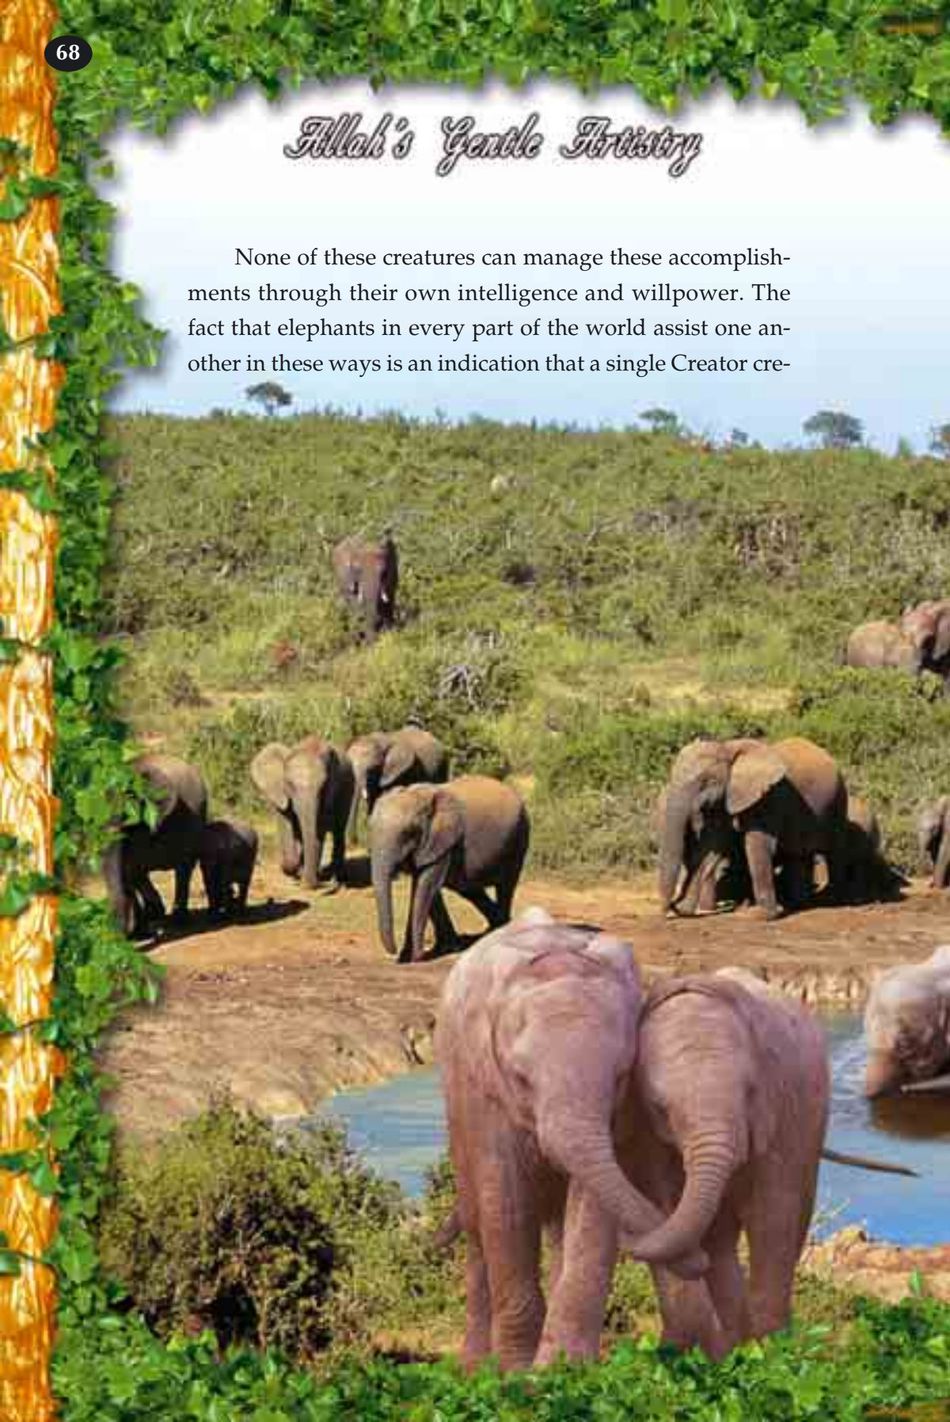 68
Allah's Gentle Artistry
None of these creatures can manage these accomplish-
ments through their own intelligence and willpower. The
fact that elephants in every part of the world assist one an-
other in these ways is an indication that a single Creator cre-